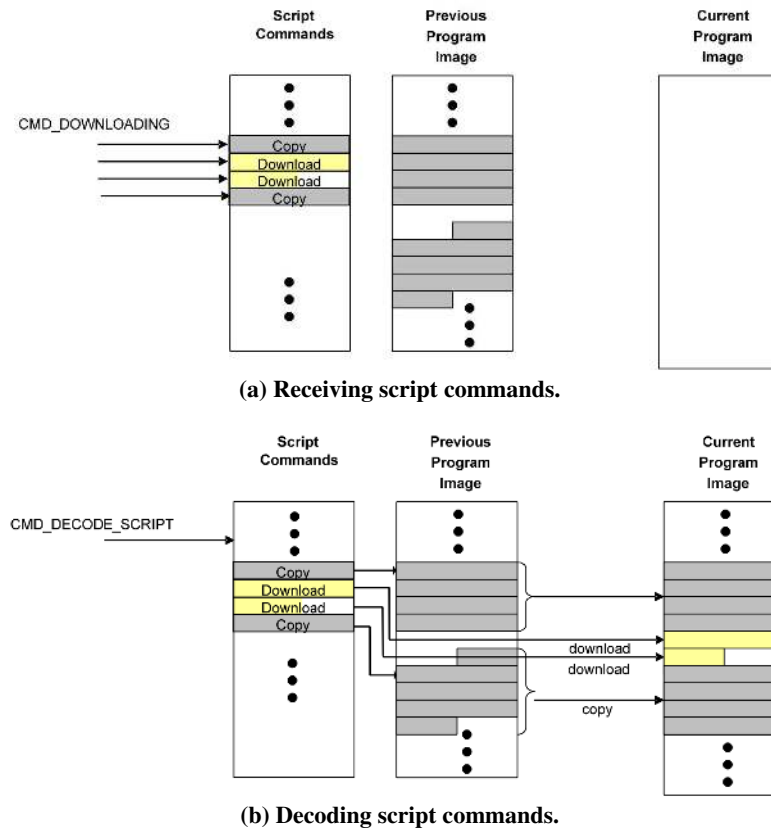 Script
Commands
Previous
Program
Image
Current
Program
Image
CMD_DOWNLOADING
Copy
Download
Download
Copy
(a) Receiving script commands.
Script
Commands
Previous
Program
Image
Current
Program
Image
CMD_DECODE_SCRIPT
Copy
Download
Download
Copy
download
download
copy
(b) Decoding script commands.